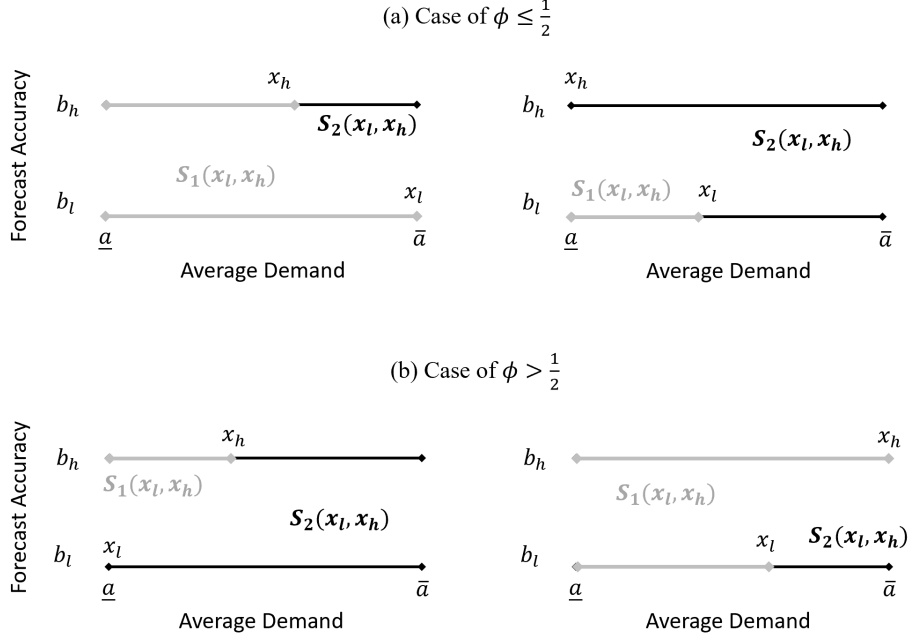 (a) Case of ϕ ≤ 1/2
Forecast Accuracy
x_h
b_h
S_2(x_l, x_h)
S_1(x_l, x_h)
x_l
b_l
a
ā
Average Demand
x_h
b_h
S_2(x_l, x_h)
S_1(x_l, x_h)
x_l
b_l
a
ā
Average Demand
(b) Case of ϕ > 1/2
Forecast Accuracy
x_h
b_h
S_1(x_l, x_h)
S_2(x_l, x_h)
x_l
b_l
a
ā
Average Demand
x_h
b_h
S_1(x_l, x_h)
x_l
S_2(x_l, x_h)
b_l
a
ā
Average Demand